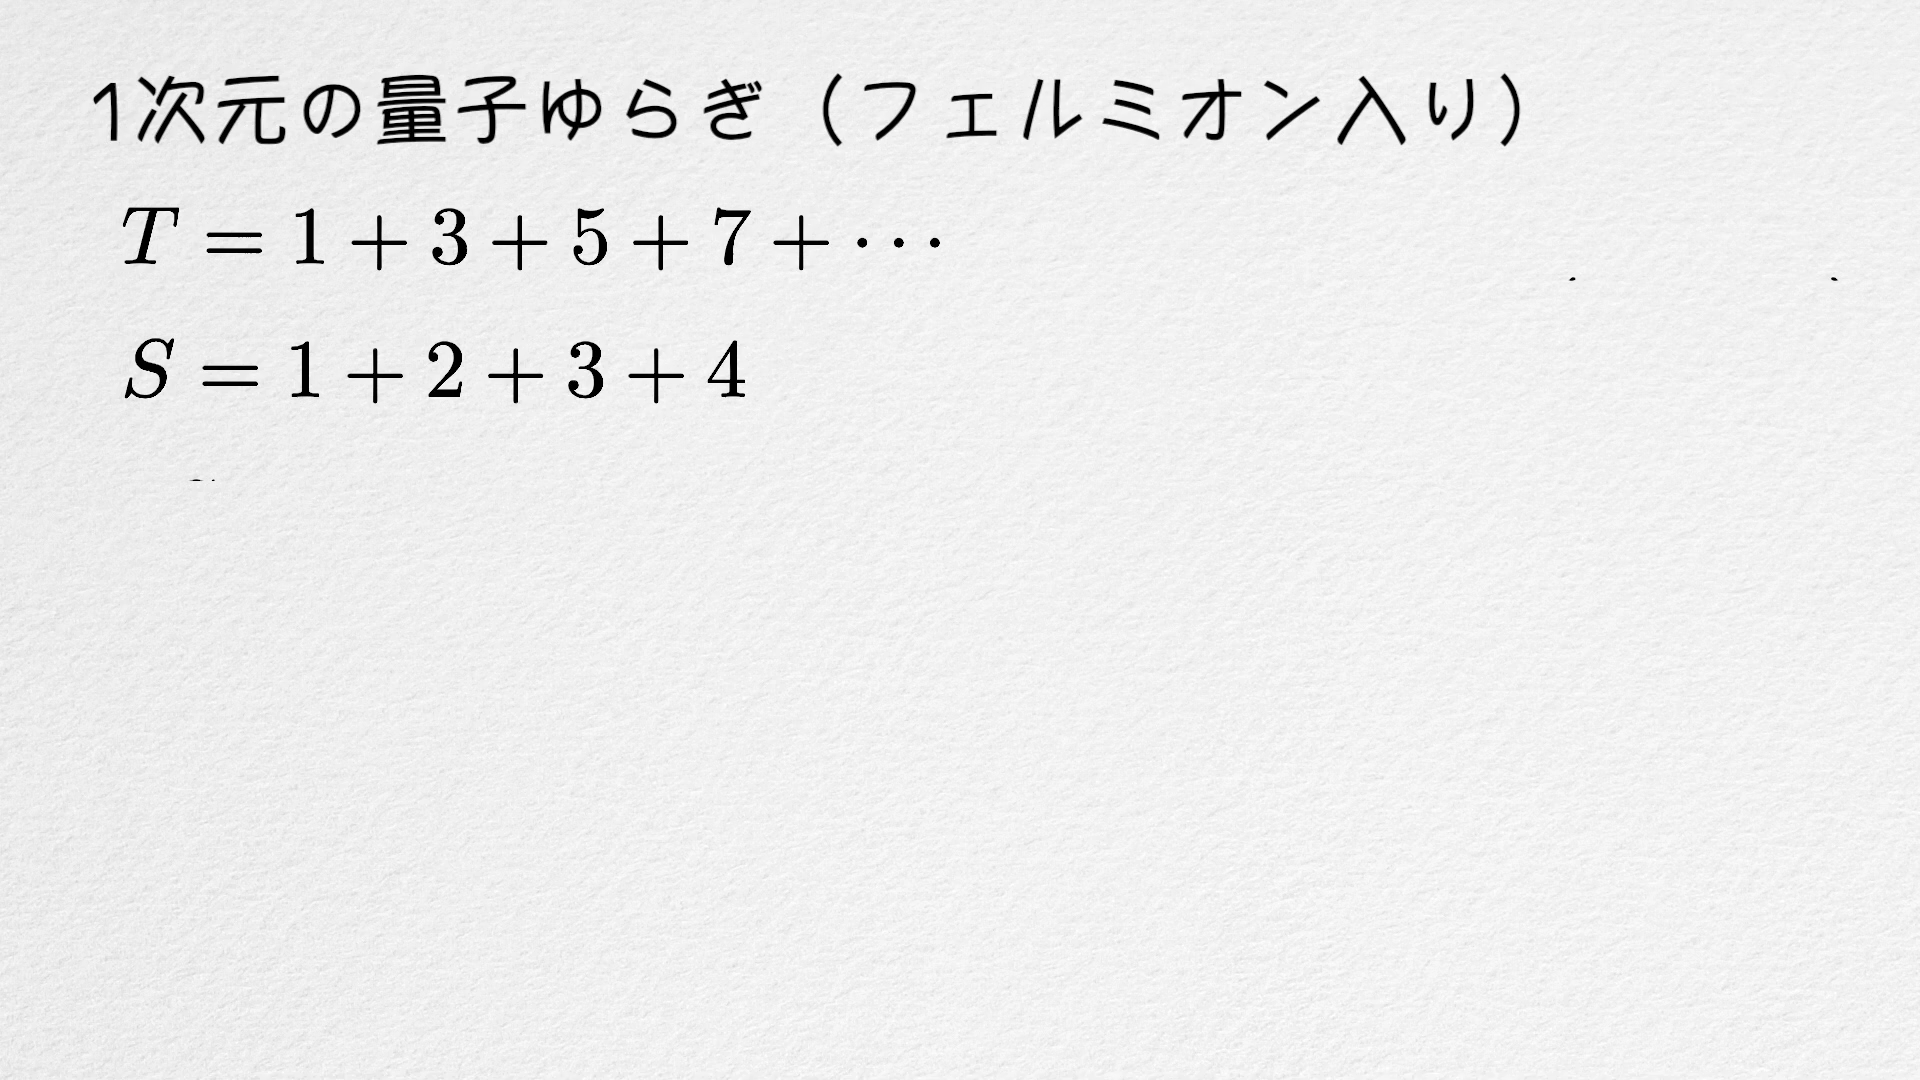 1次元の量子ゆらぎ（フェルミオン入り）
T = 1 + 3 + 5 + 7 + ⋯
S = 1 + 2 + 3 + 4